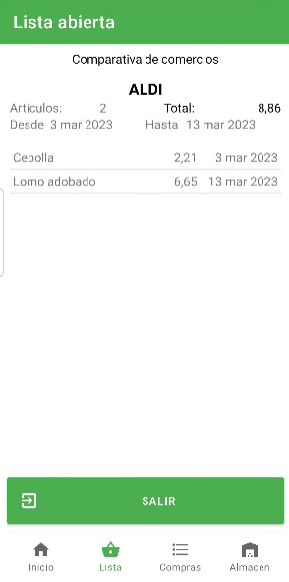 Lista abierta
Comparativa de comercios
ALDI
Articulos: 2 Total: 8,86
Desde 3 mar 2023 Hasta 13 mar 2023
Cebolla 2,21 3 mar 2023
Lomo adobado 6,65 13 mar 2023
SALIR
Inicio Lista Compras Almacén